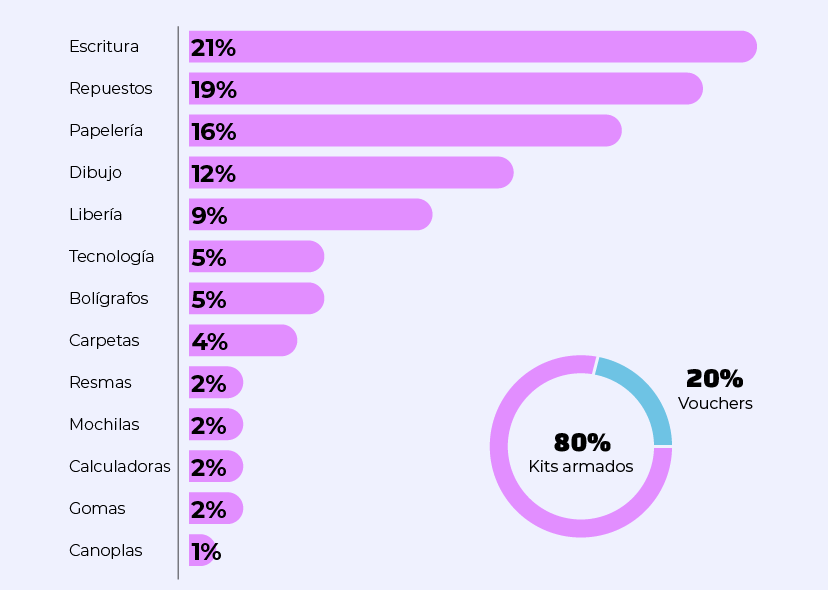 Escritura 21%
Repuestos 19%
Papelería 16%
Dibujo 12%
Libería 9%
Tecnología 5%
Bolígrafos 5%
Carpetas 4%
Resmas 2%
Mochilas 2%
Calculadoras 2%
Gomas 2%
Canoplas 1%
20%
Vouchers
80%
Kits armados